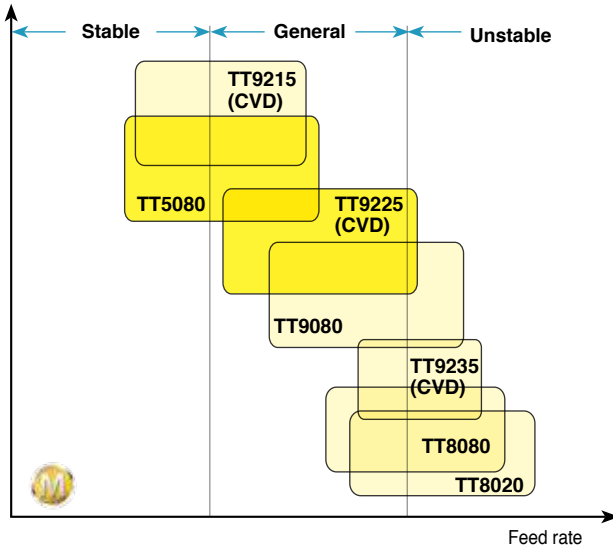 Stable
General
Unstable
TT9215
(CVD)
TT5080
TT9225
(CVD)
TT9080
TT9235
(CVD)
TT8080
TT8020
M
Feed rate